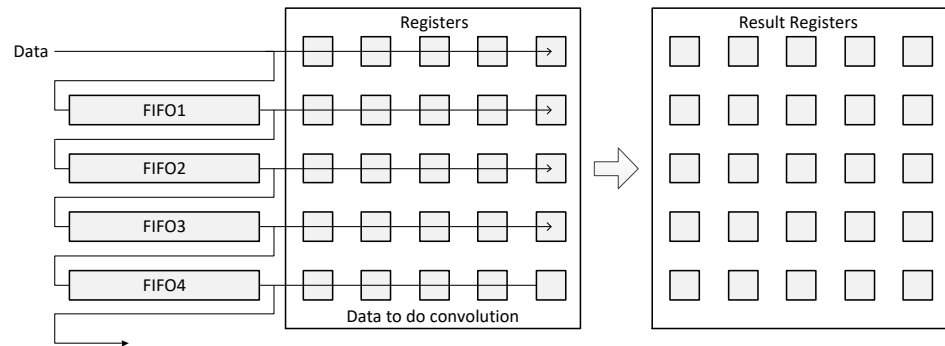 Registers
Result Registers
Data
FIFO1
FIFO2
FIFO3
FIFO4
Data to do convolution